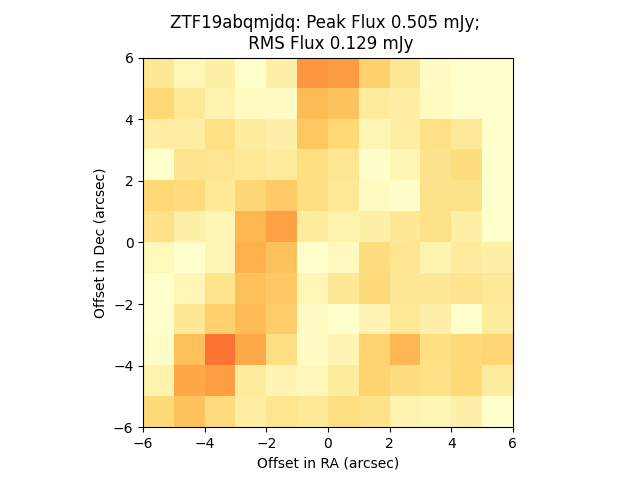 ZTF19abqmjdq: Peak Flux 0.505 mJy;
RMS Flux 0.129 mJy
6
4
2
0
−2
−4
−6
Offset in Dec (arcsec)
−6 −4 −2 0 2 4 6
Offset in RA (arcsec)